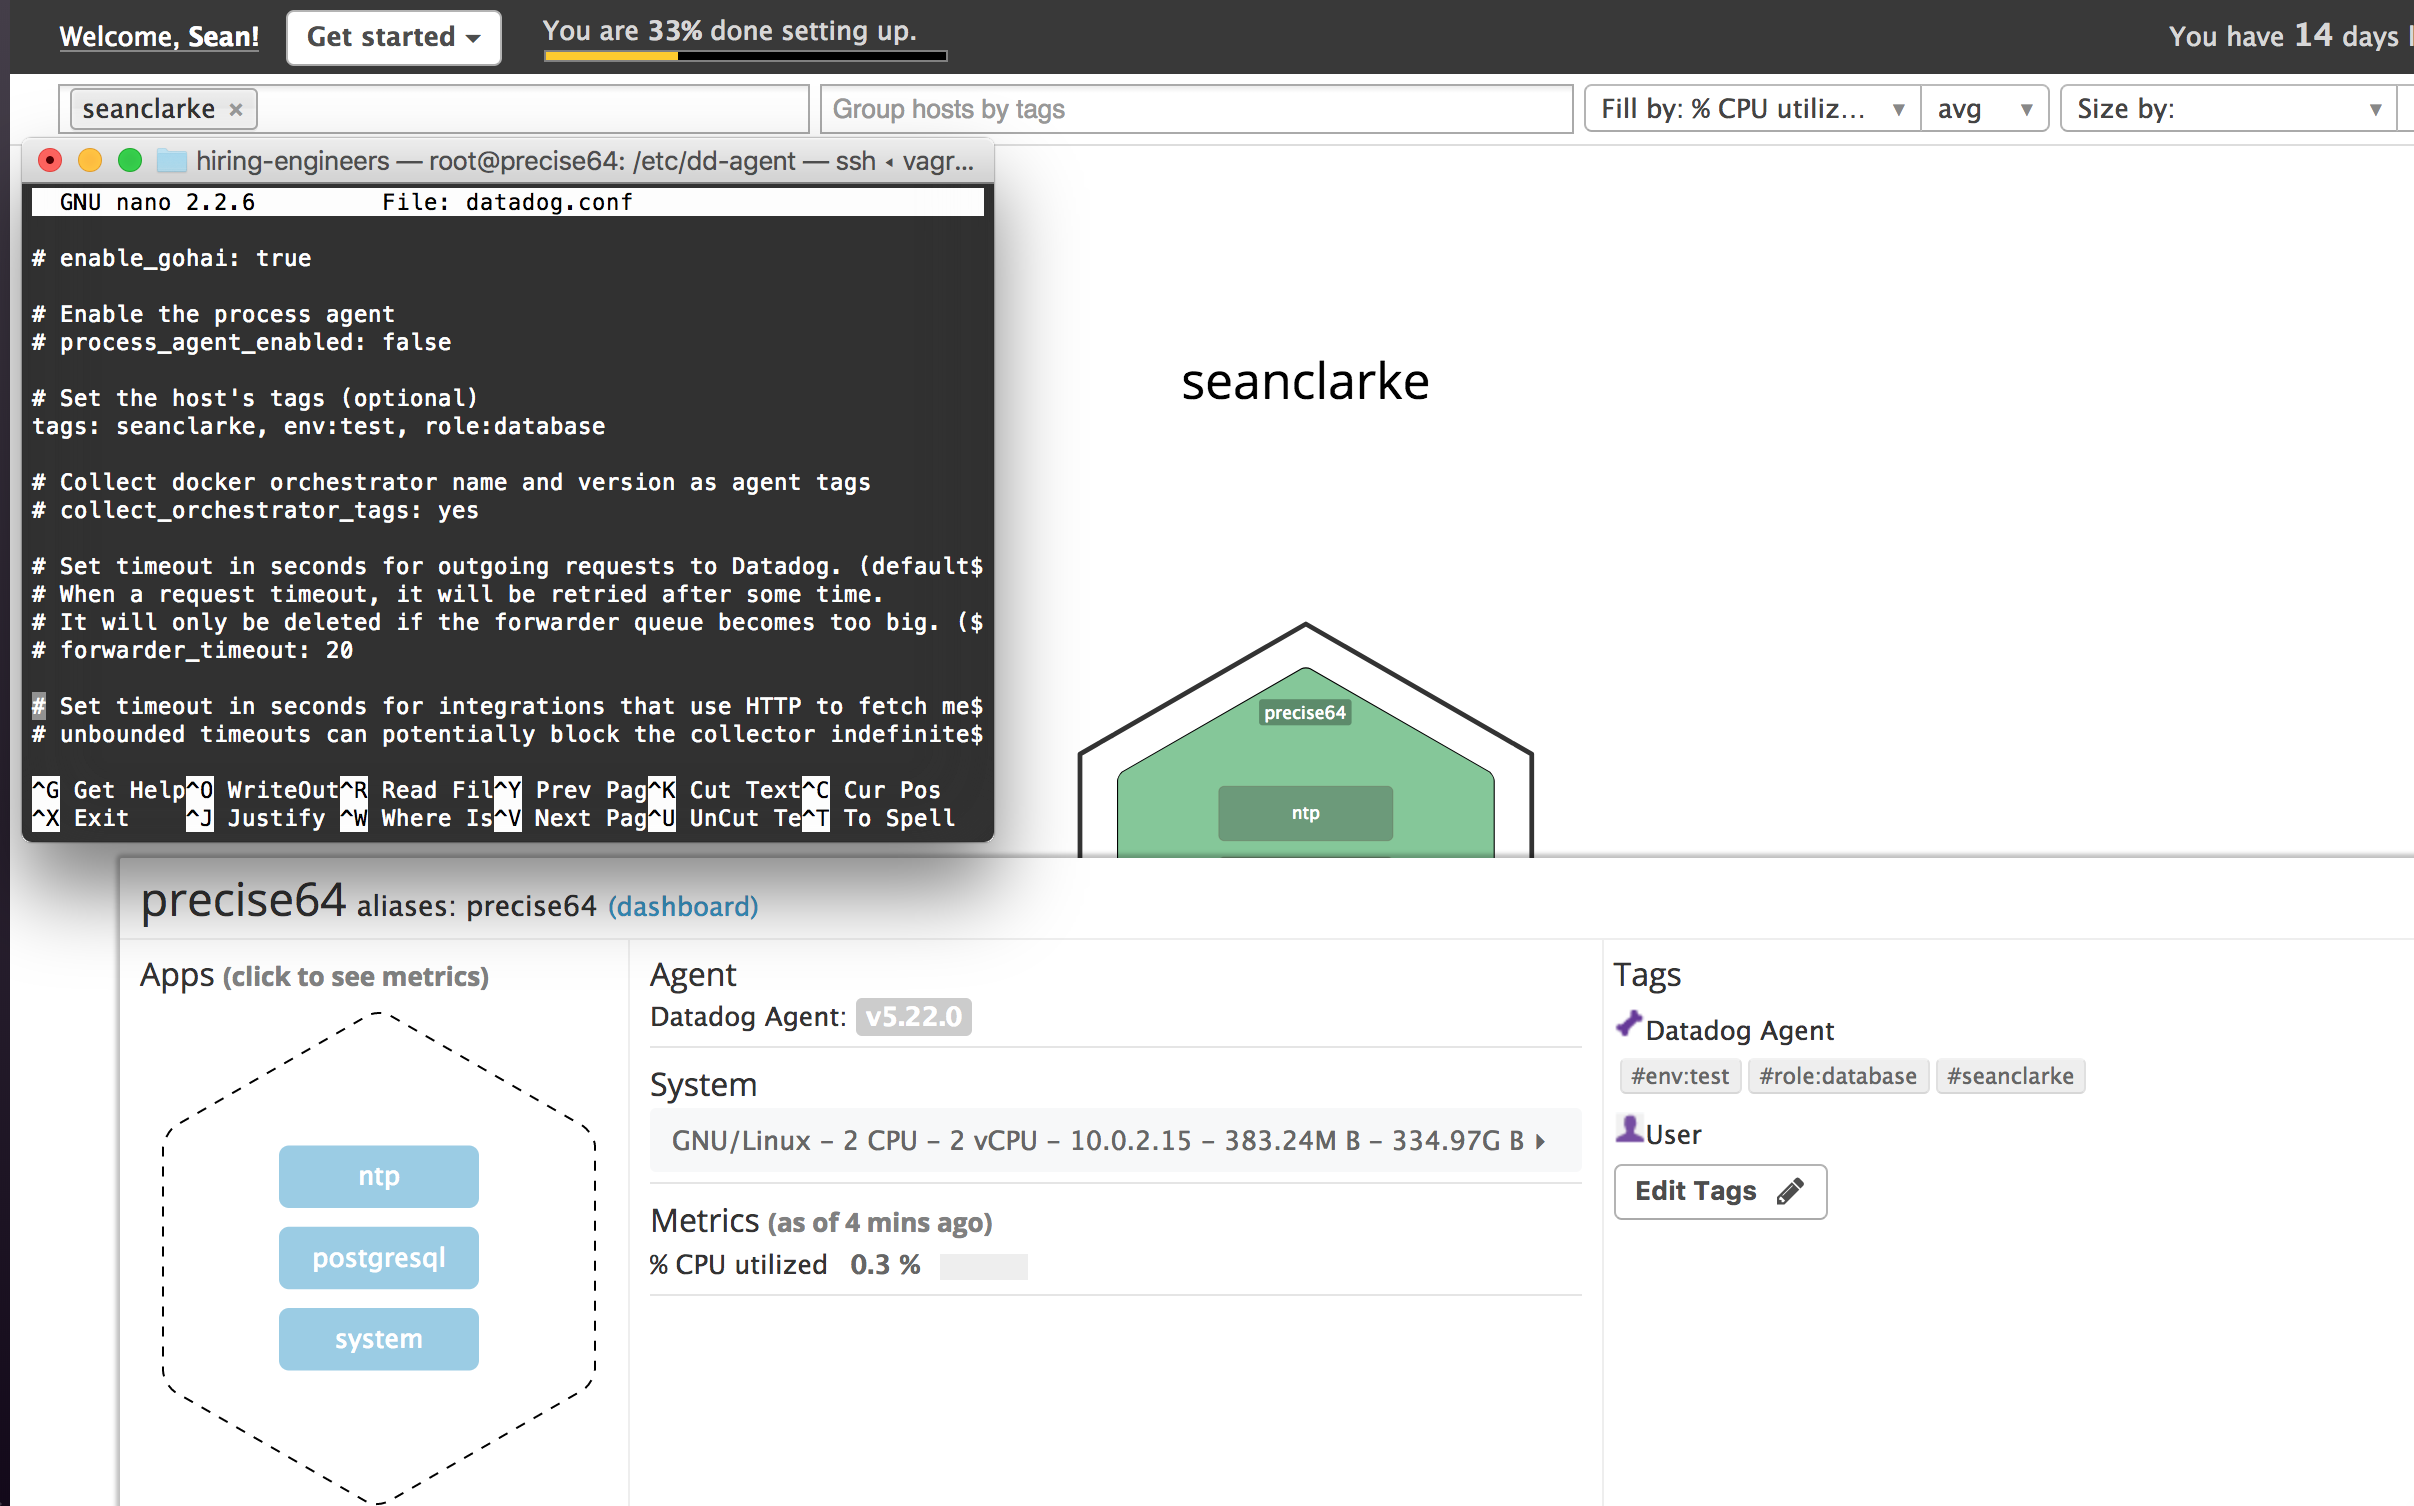 Welcome, Sean!
Get started
You are 33% done setting up.
You have 14 days
seanclarke ×
Group hosts by tags
Fill by: % CPU utiliz...
avg
Size by:
hiring-engineers — root@precise64: /etc/dd-agent — ssh ◂ vagr...
GNU nano 2.2.6 File: datadog.conf
# enable_gohai: true
# Enable the process agent
# process_agent_enabled: false
# Set the host's tags (optional)
tags: seanclarke, env:test, role:database
# Collect docker orchestrator name and version as agent tags
# collect_orchestrator_tags: yes
# Set timeout in seconds for outgoing requests to Datadog. (default$
# When a request timeout, it will be retried after some time.
# It will only be deleted if the forwarder queue becomes too big. ($
# forwarder_timeout: 20
# Set timeout in seconds for integrations that use HTTP to fetch me$
# unbounded timeouts can potentially block the collector indefinite$
^G Get Help^O WriteOut^R Read Fil^Y Prev Pag^K Cut Text^C Cur Pos
^X Exit ^J Justify ^W Where Is^V Next Pag^U UnCut Te^T To Spell
seanclarke
precise64
ntp
precise64 aliases: precise64 (dashboard)
Apps (click to see metrics)
ntp
postgresql
system
Agent
Datadog Agent: v5.22.0
System
GNU/Linux – 2 CPU – 2 vCPU – 10.0.2.15 – 383.24M B – 334.97G B
Metrics (as of 4 mins ago)
% CPU utilized 0.3 %
Tags
Datadog Agent
#env:test #role:database #seanclarke
User
Edit Tags